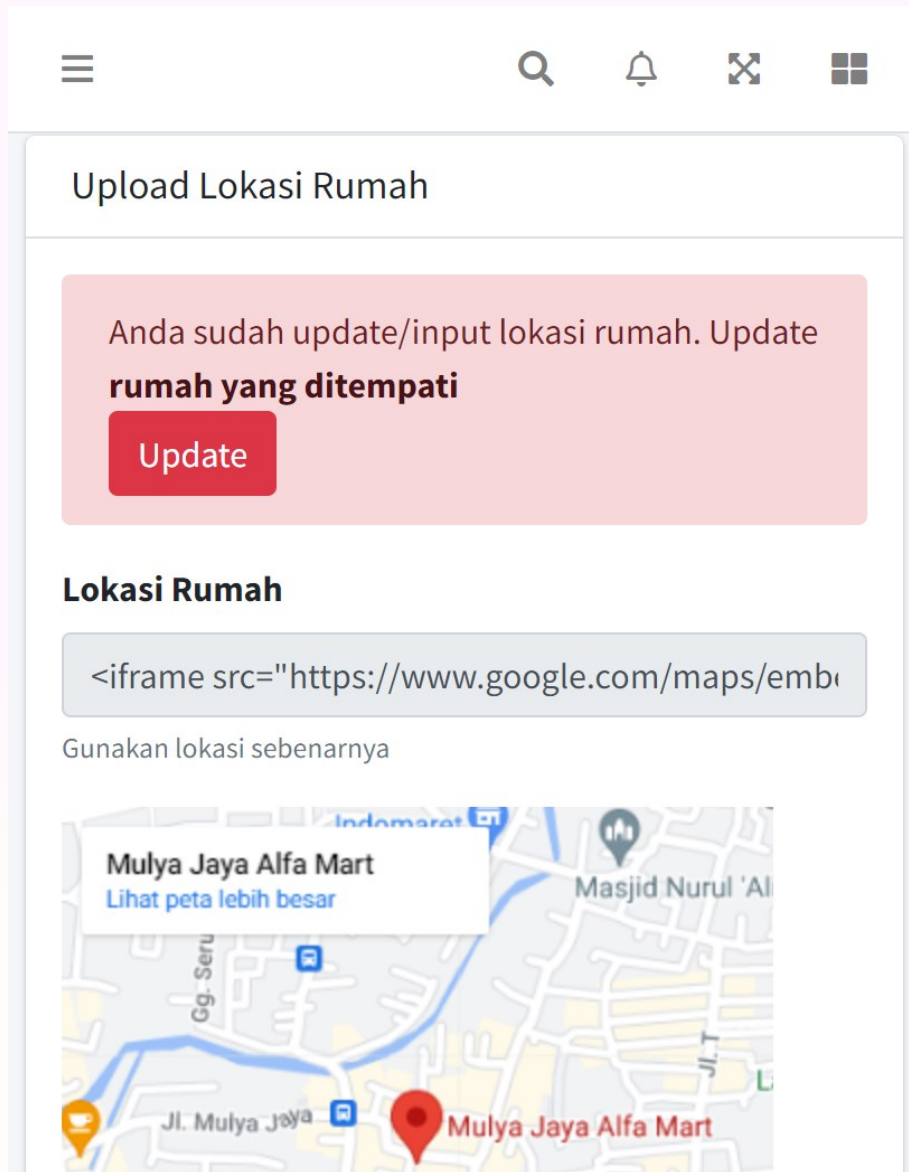 Upload Lokasi Rumah
Anda sudah update/input lokasi rumah. Update
rumah yang ditempati
Update
Lokasi Rumah
<iframe src="https://www.google.com/maps/emb
Gunakan lokasi sebenarnya
Indomaret
Mulya Jaya Alfa Mart
Lihat peta lebih besar
Masjid Nurul 'Al
Gg. Seru
Jl. T
Jl. Mulya Jaya
Mulya Jaya Alfa Mart